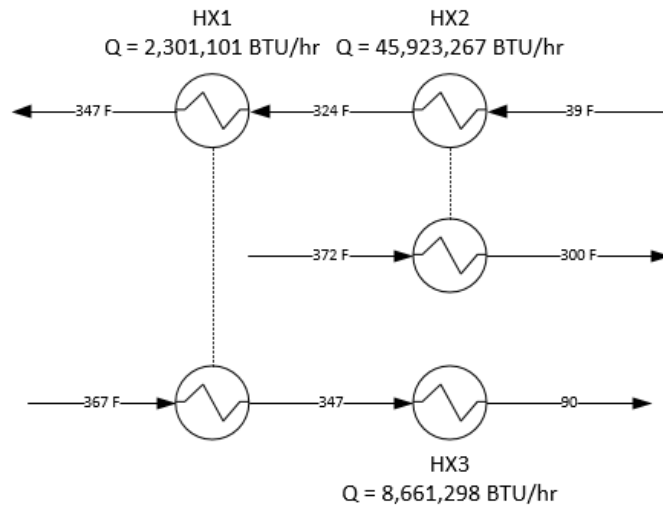 HX1
Q = 2,301,101 BTU/hr
HX2
Q = 45,923,267 BTU/hr
347 F
324 F
39 F
372 F
300 F
367 F
347
90
HX3
Q = 8,661,298 BTU/hr